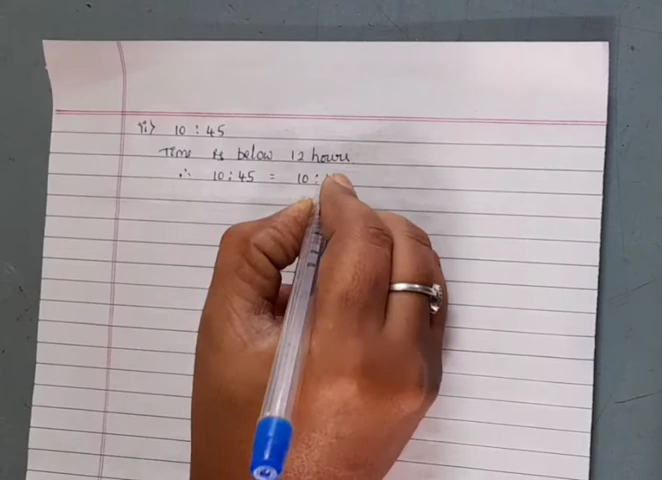 ii) 10 : 45
Time is below 12 hours.
∴ 10:45 = 10: